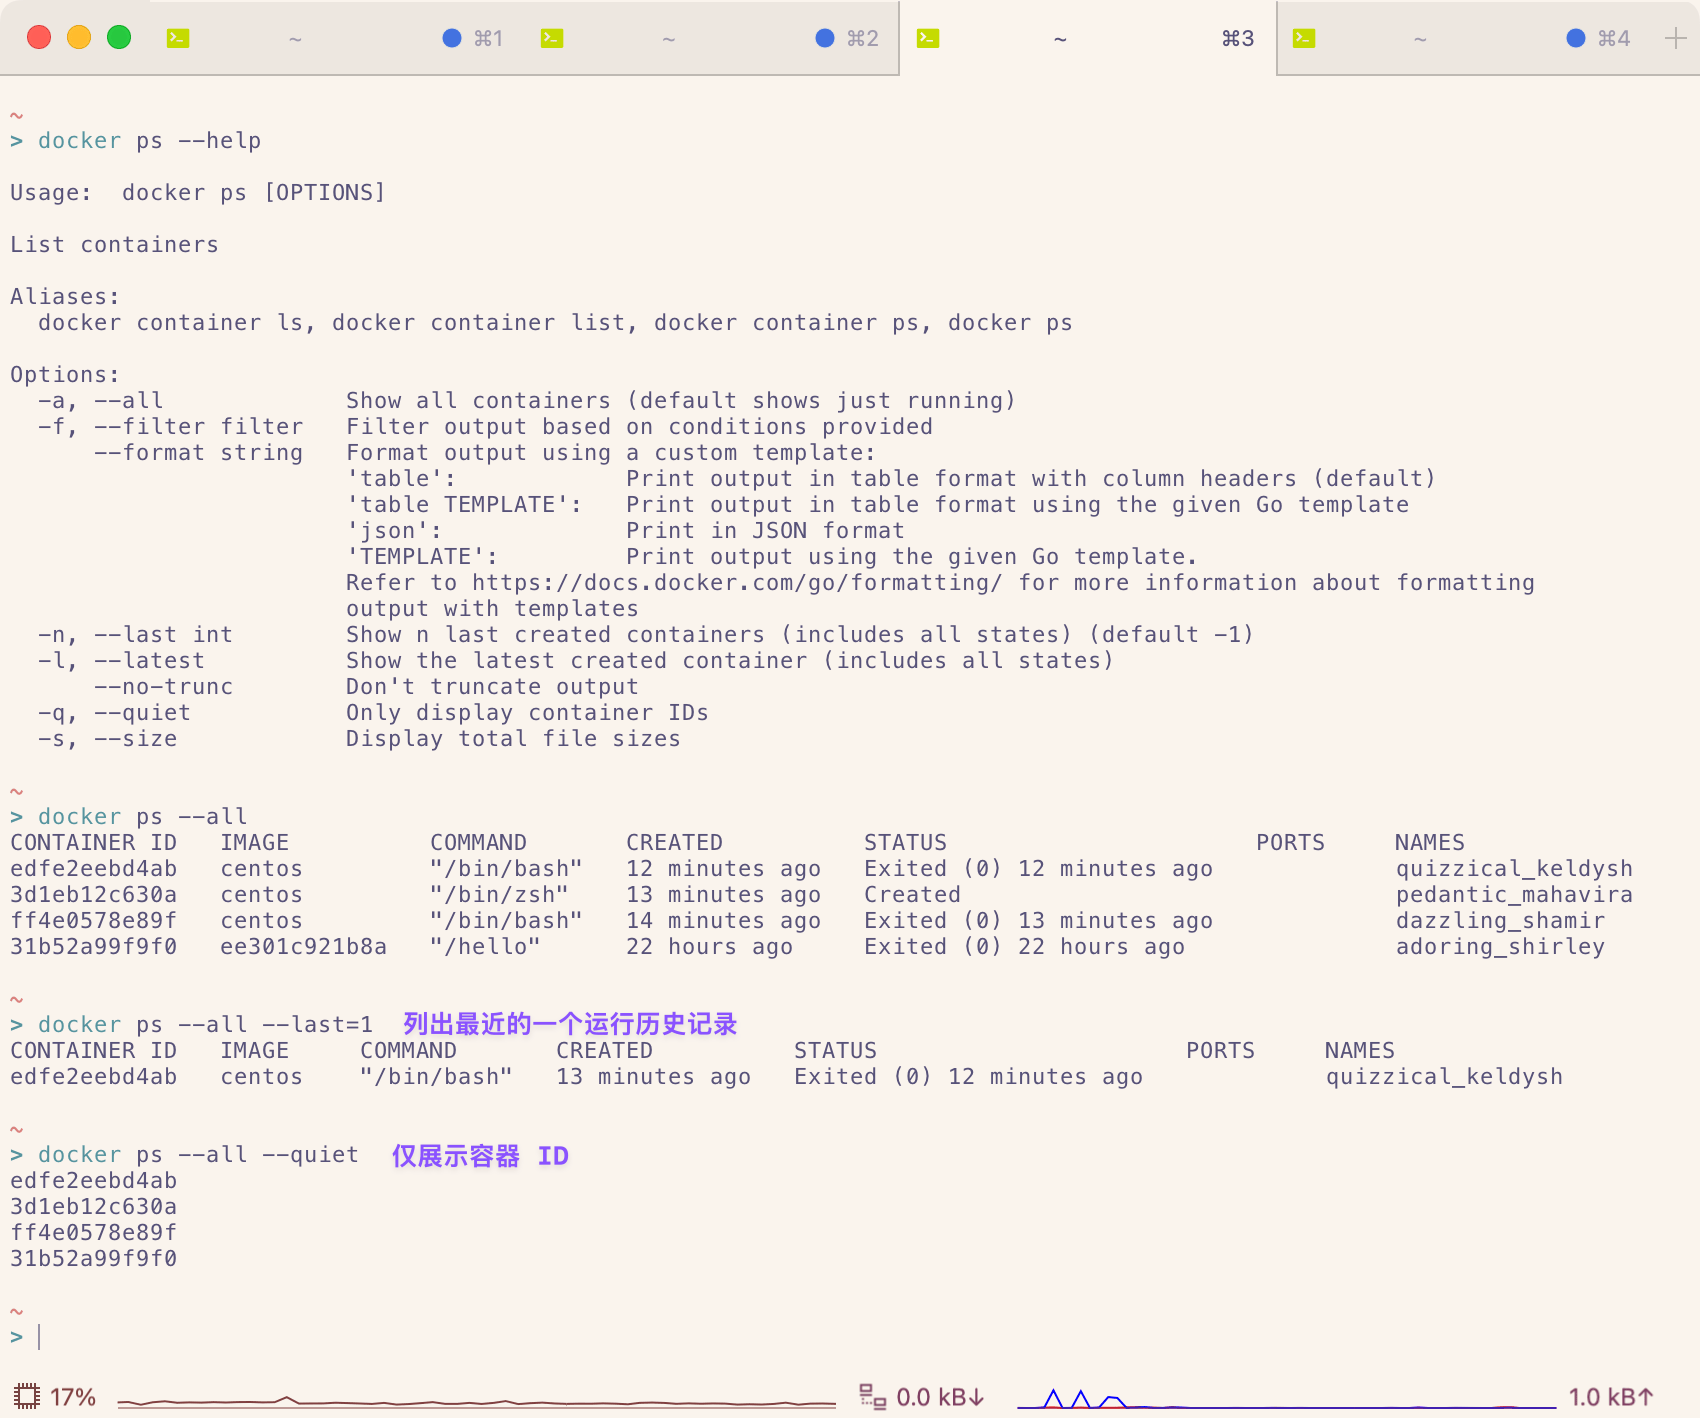 ~ ⌘1 ~ ⌘2 ~ ⌘3 ~ ⌘4
~
> docker ps --help
Usage:  docker ps [OPTIONS]
List containers
Aliases:
  docker container ls, docker container list, docker container ps, docker ps
Options:
  -a, --all             Show all containers (default shows just running)
  -f, --filter filter   Filter output based on conditions provided
      --format string   Format output using a custom template:
                        'table':            Print output in table format with column headers (default)
                        'table TEMPLATE':   Print output in table format using the given Go template
                        'json':             Print in JSON format
                        'TEMPLATE':         Print output using the given Go template.
                        Refer to https://docs.docker.com/go/formatting/ for more information about formatting
                        output with templates
  -n, --last int        Show n last created containers (includes all states) (default -1)
  -l, --latest          Show the latest created container (includes all states)
      --no-trunc        Don't truncate output
  -q, --quiet           Only display container IDs
  -s, --size            Display total file sizes
~
> docker ps --all
CONTAINER ID   IMAGE          COMMAND       CREATED          STATUS                      PORTS     NAMES
edfe2eebd4ab   centos         "/bin/bash"   12 minutes ago   Exited (0) 12 minutes ago             quizzical_keldysh
3d1eb12c630a   centos         "/bin/zsh"    13 minutes ago   Created                               pedantic_mahavira
ff4e0578e89f   centos         "/bin/bash"   14 minutes ago   Exited (0) 13 minutes ago             dazzling_shamir
31b52a99f9f0   ee301c921b8a   "/hello"      22 hours ago     Exited (0) 22 hours ago               adoring_shirley
~
> docker ps --all --last=1  列出最近的一个运行历史记录
CONTAINER ID   IMAGE     COMMAND       CREATED          STATUS                      PORTS     NAMES
edfe2eebd4ab   centos    "/bin/bash"   13 minutes ago   Exited (0) 12 minutes ago             quizzical_keldysh
~
> docker ps --all --quiet  仅展示容器 ID
edfe2eebd4ab
3d1eb12c630a
ff4e0578e89f
31b52a99f9f0
~
>
17% 0.0 kB↓ 1.0 kB↑